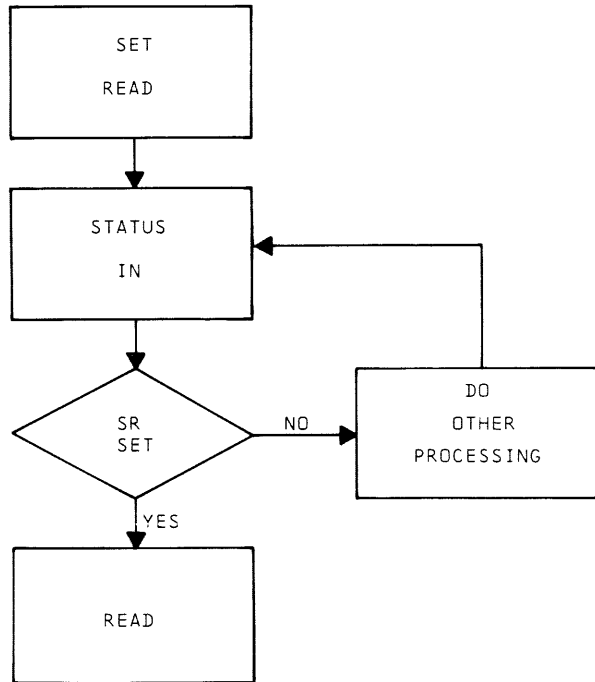 SET
READ
STATUS
IN
SR
SET
NO
DO
OTHER
PROCESSING
YES
READ